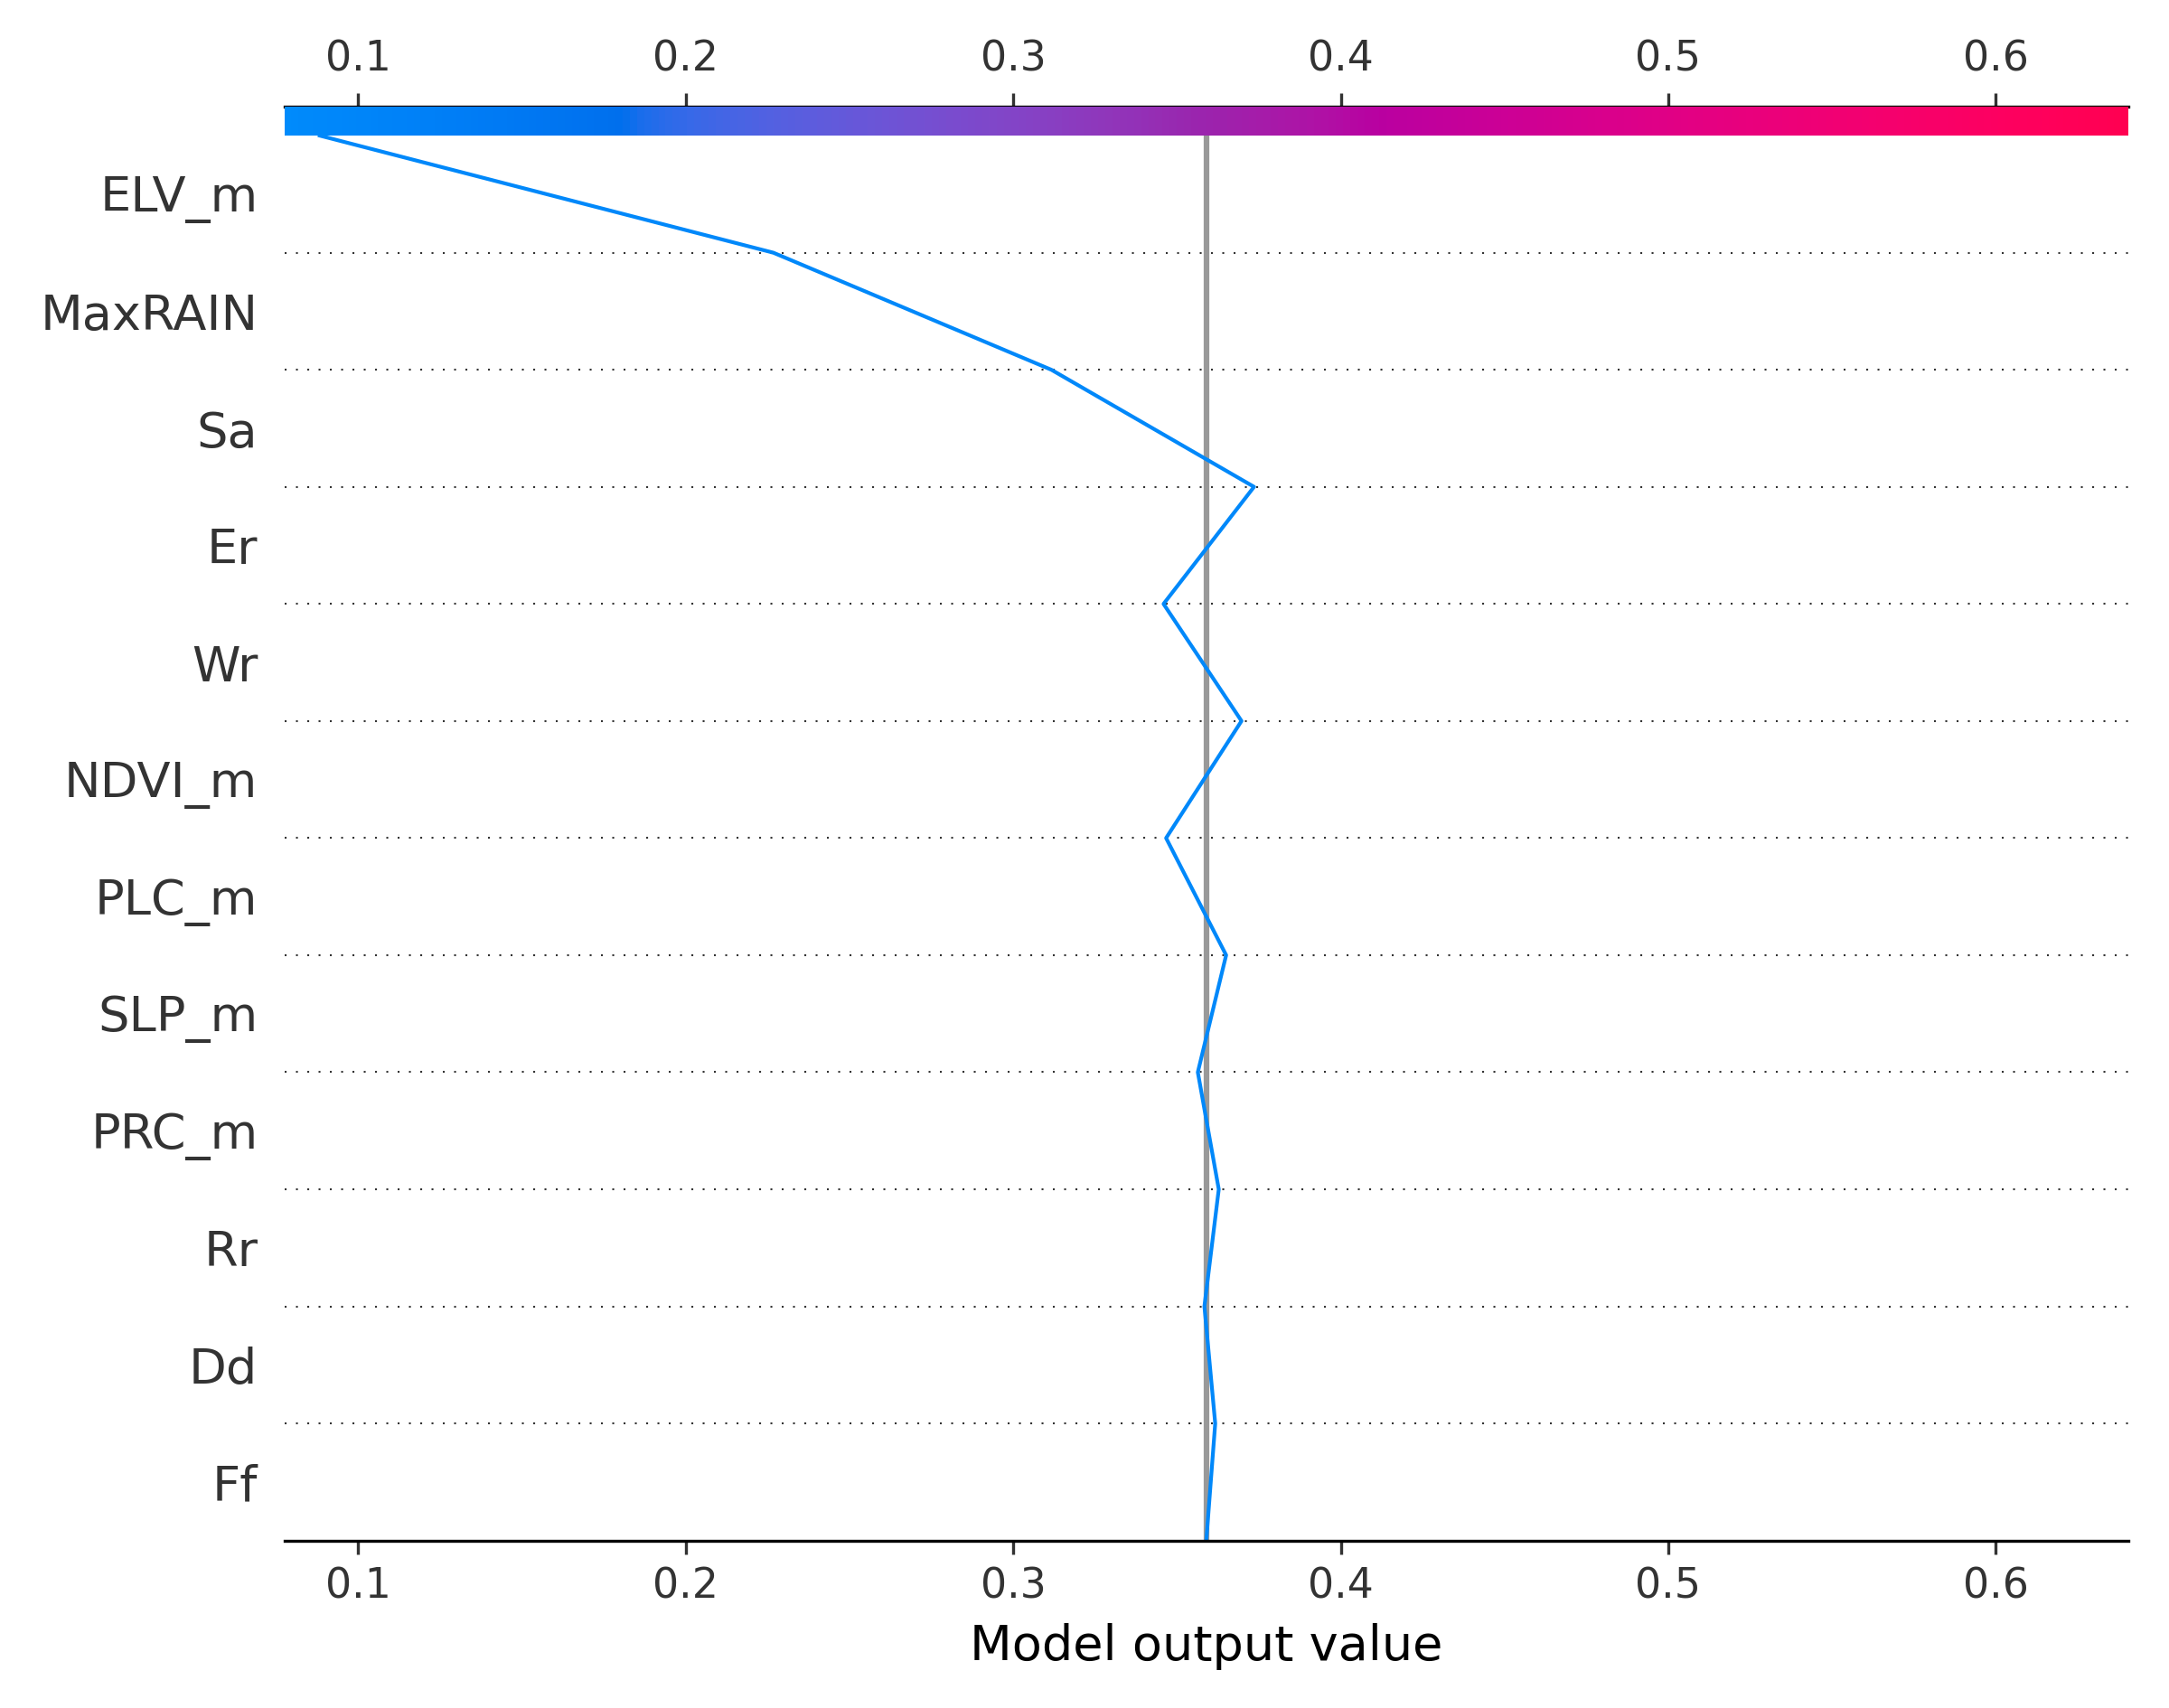 0.1 0.2 0.3 0.4 0.5 0.6
ELV_m
MaxRAIN
Sa
Er
Wr
NDVI_m
PLC_m
SLP_m
PRC_m
Rr
Dd
Ff
0.1 0.2 0.3 0.4 0.5 0.6
Model output value